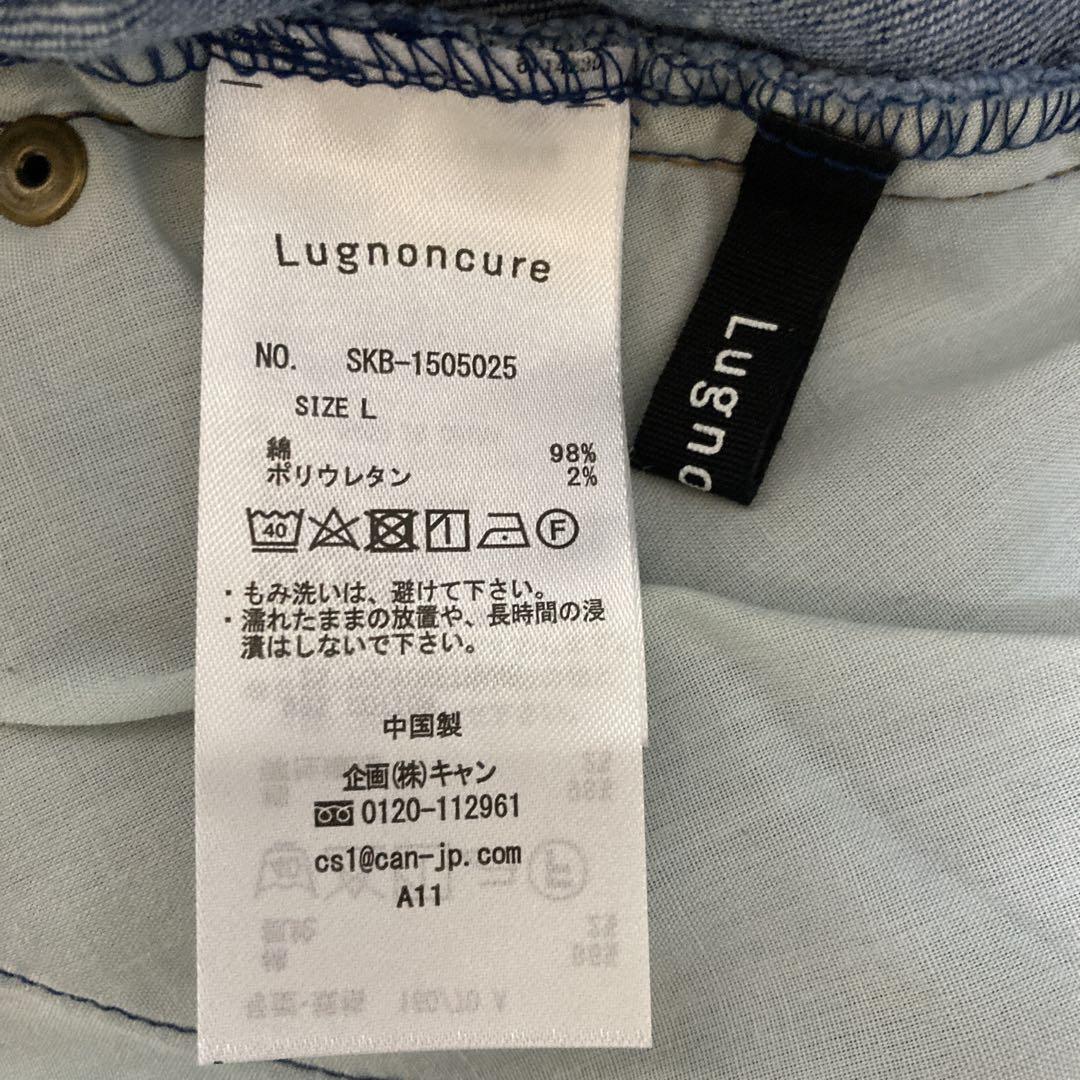 Lugnoncure
NO. SKB-1505025
SIZE L
綿 98%
ポリウレタン 2%
40 F
・もみ洗いは、避けて下さい。
・濡れたままの放置や、長時間の浸
漬はしないで下さい。
中国製
企画(株)キャン
0120-112961
cs1@can-jp.com
A11
Lugno